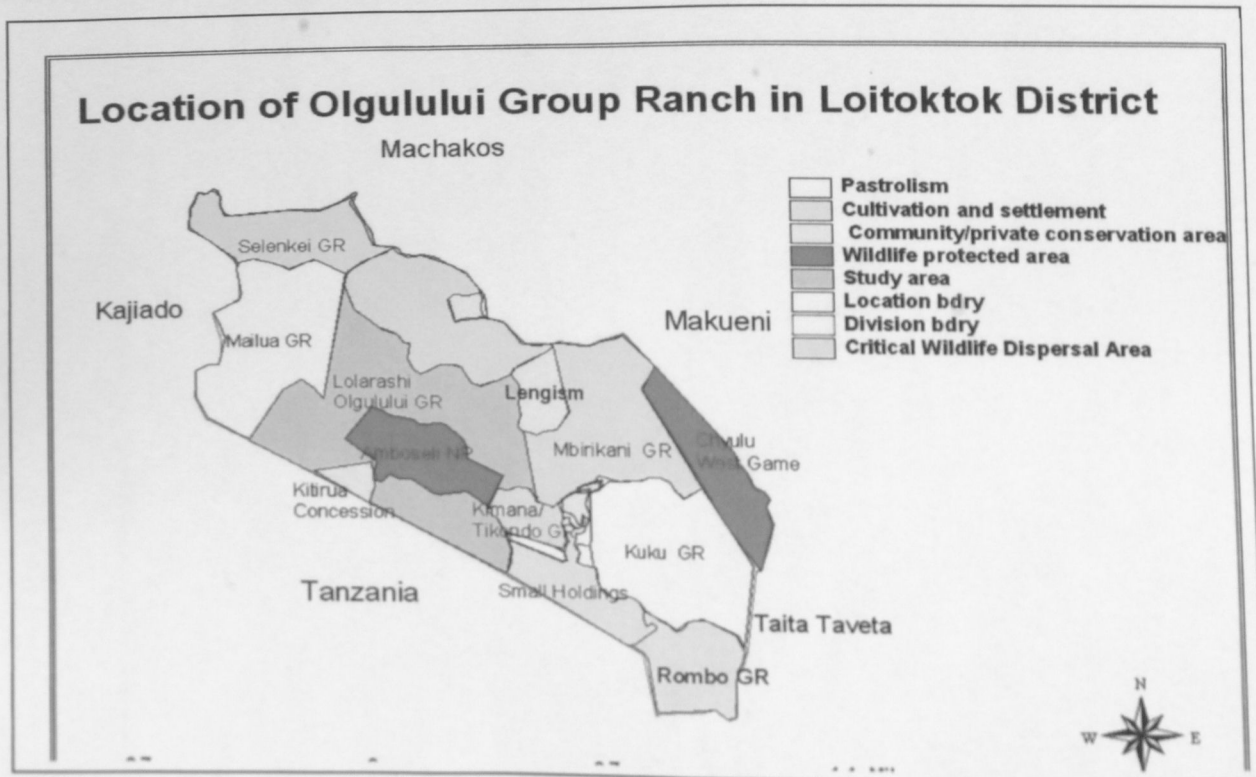 Location of Olgulului Group Ranch in Loitoktok District
Machakos
Pastrolism
Cultivation and settlement
Community/private conservation area
Wildlife protected area
Study area
Location bdry
Division bdry
Critical Wildlife Dispersal Area
Selenkei GR
Kajiado
Makueni
Mailua GR
Lolarashi
Olgulului GR
Lengism
Amboseli NP
Mbirikani GR
Chyulu
West Game
Kitirua
Concession
Kimana/
Tikondo GR
Kuku GR
Tanzania
Small Holdings
Taita Taveta
Rombo GR
N
W
E